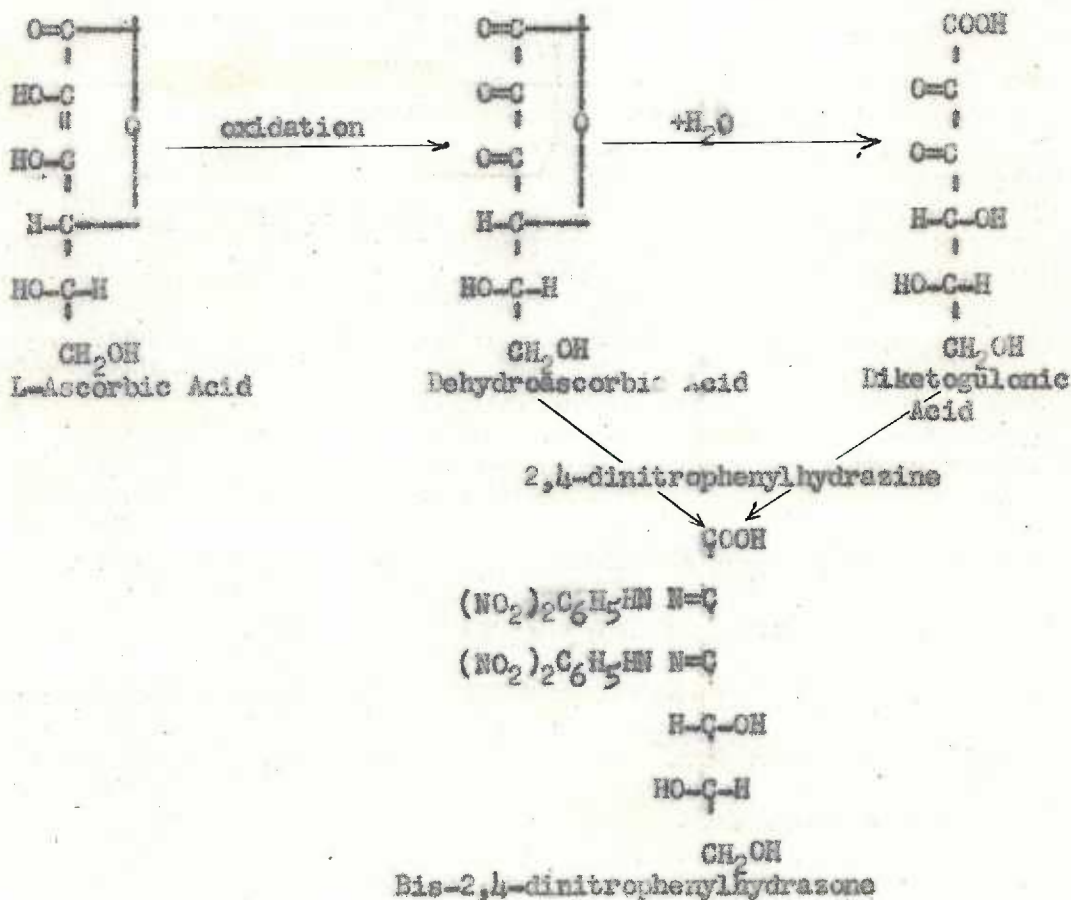 O=C O=C COOH
HO-C O=C O=C
HO-C O oxidation O=C O +H₂O O=C
H-C H-C H-C-OH
HO-C-H HO-C-H HO-C-H
CH₂OH CH₂OH CH₂OH
L-Ascorbic Acid Dehydroascorbic Acid Diketogulonic
Acid
2,4-dinitrophenylhydrazine
COOH
(NO₂)₂C₆H₅HN N=C
(NO₂)₂C₆H₅HN N=C
H-C-OH
HO-C-H
CH₂OH
Bis-2,4-dinitrophenylhydrazone